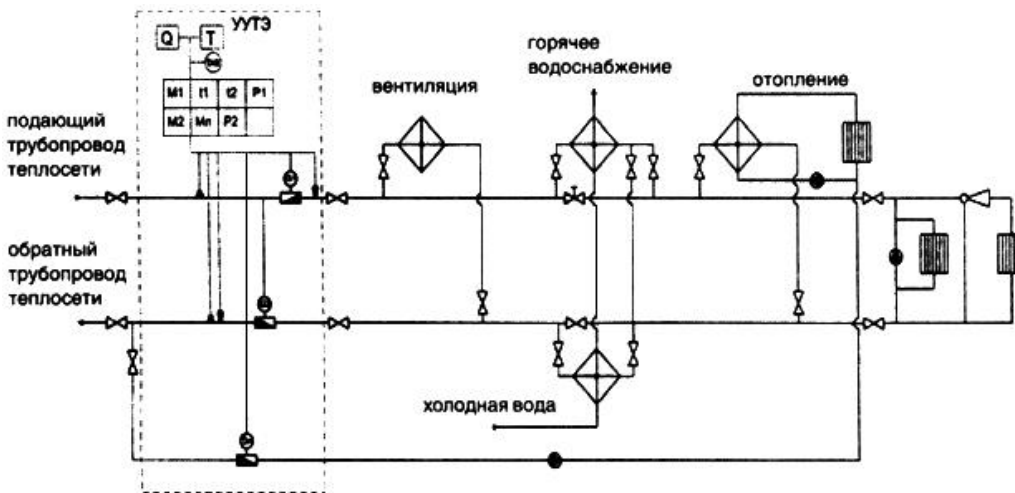 УУТЭ
Q T
M1 t1 t2 P1
M2 Mп P2
подающий
трубопровод
теплосети
вентиляция
горячее
водоснабжение
отопление
обратный
трубопровод
теплосети
холодная вода